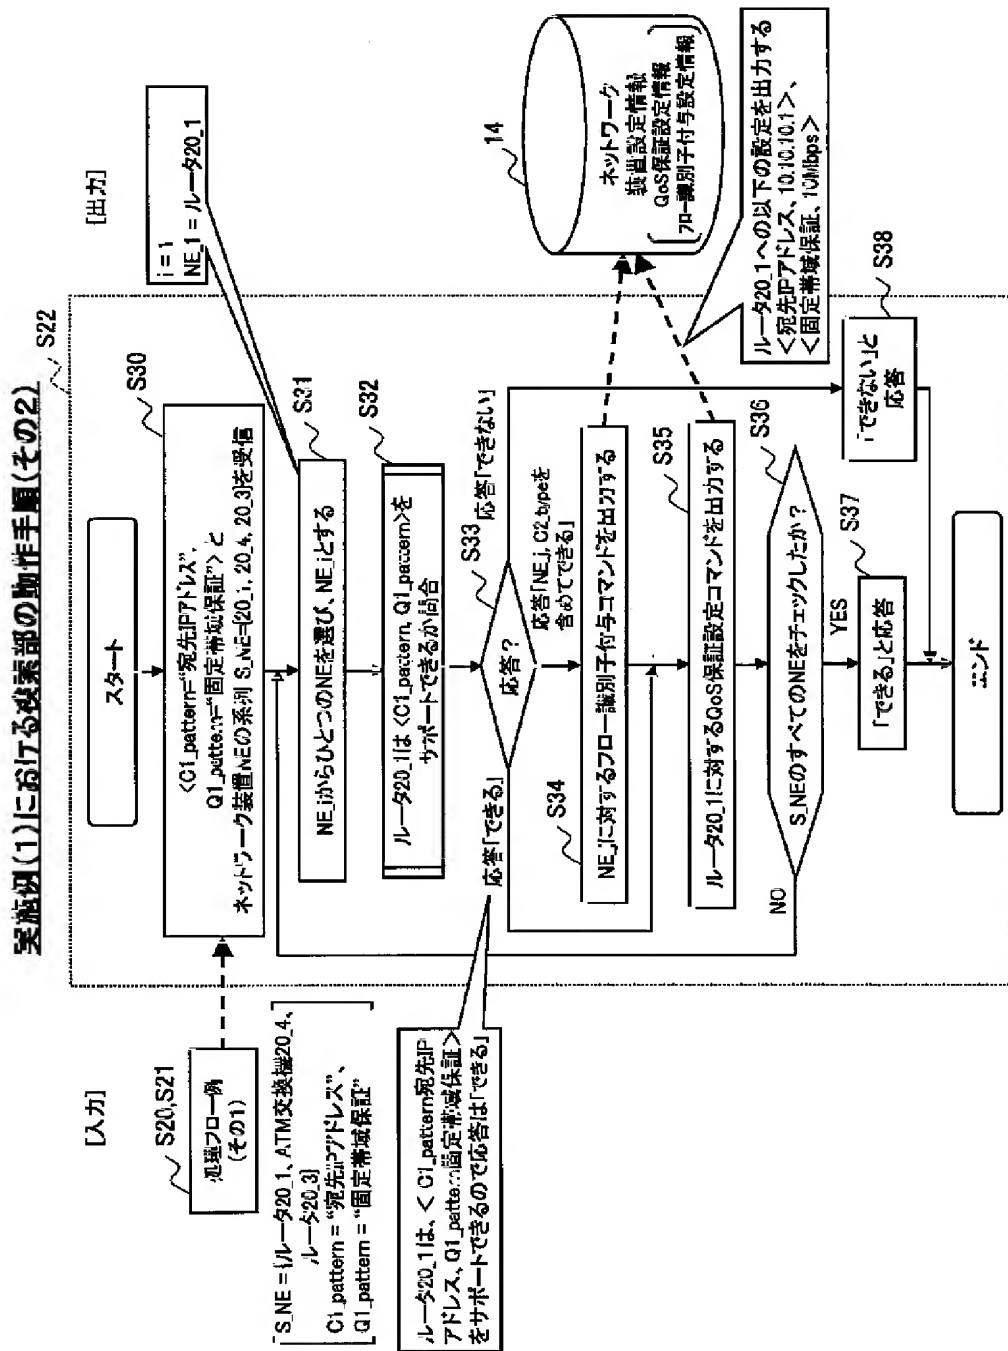 実施例(1)における検索部の動作手順(その2)
[入力]
[出力]
S20,S21
処理フロー例
(その1)
S_NE = {ルータ20_1、ATM交換機20_4、
ルータ20_3}
C1_pattern = “宛先IPアドレス”、
Q1_pattern = “固定帯域保証”
S22
スタート
S30
<C1_pattern=“宛先IPアドレス”,
Q1_pattern=“固定帯域保証”> と
ネットワーク装置NEの系列 S_NE={20_1, 20_4, 20_3}を受信
i = 1
NE_1 = ルータ20_1
S31
NE_iからひとつのNEを選び、NE_iとする
S32
ルータ20_1は <C1_pattern, Q1_pattern>を
サポートできるか問合
S33
応答?
応答「できる」
応答「NE_j, C2_typeを
含めてできる」
応答「できない」
ルータ20_1は、< C1_pattern宛先IP
アドレス、Q1_pattern固定帯域保証>
をサポートできるので応答は「できる」
S34
NE_jに対するフロー識別子付与コマンドを出力する
S35
ルータ20_1に対するQoS保証設定コマンドを出力する
14
ネットワーク
装置設定情報
QoS保証設定情報
フロー識別子付与設定情報
ルータ20_1への以下の設定を出力する
<宛先IPアドレス、10.10.10.1>、
<固定帯域保証、10Mbps>
S36
S_NEのすべてのNEをチェックしたか?
NO
YES
S37
「できる」と応答
S38
「できない」と
応答
エンド